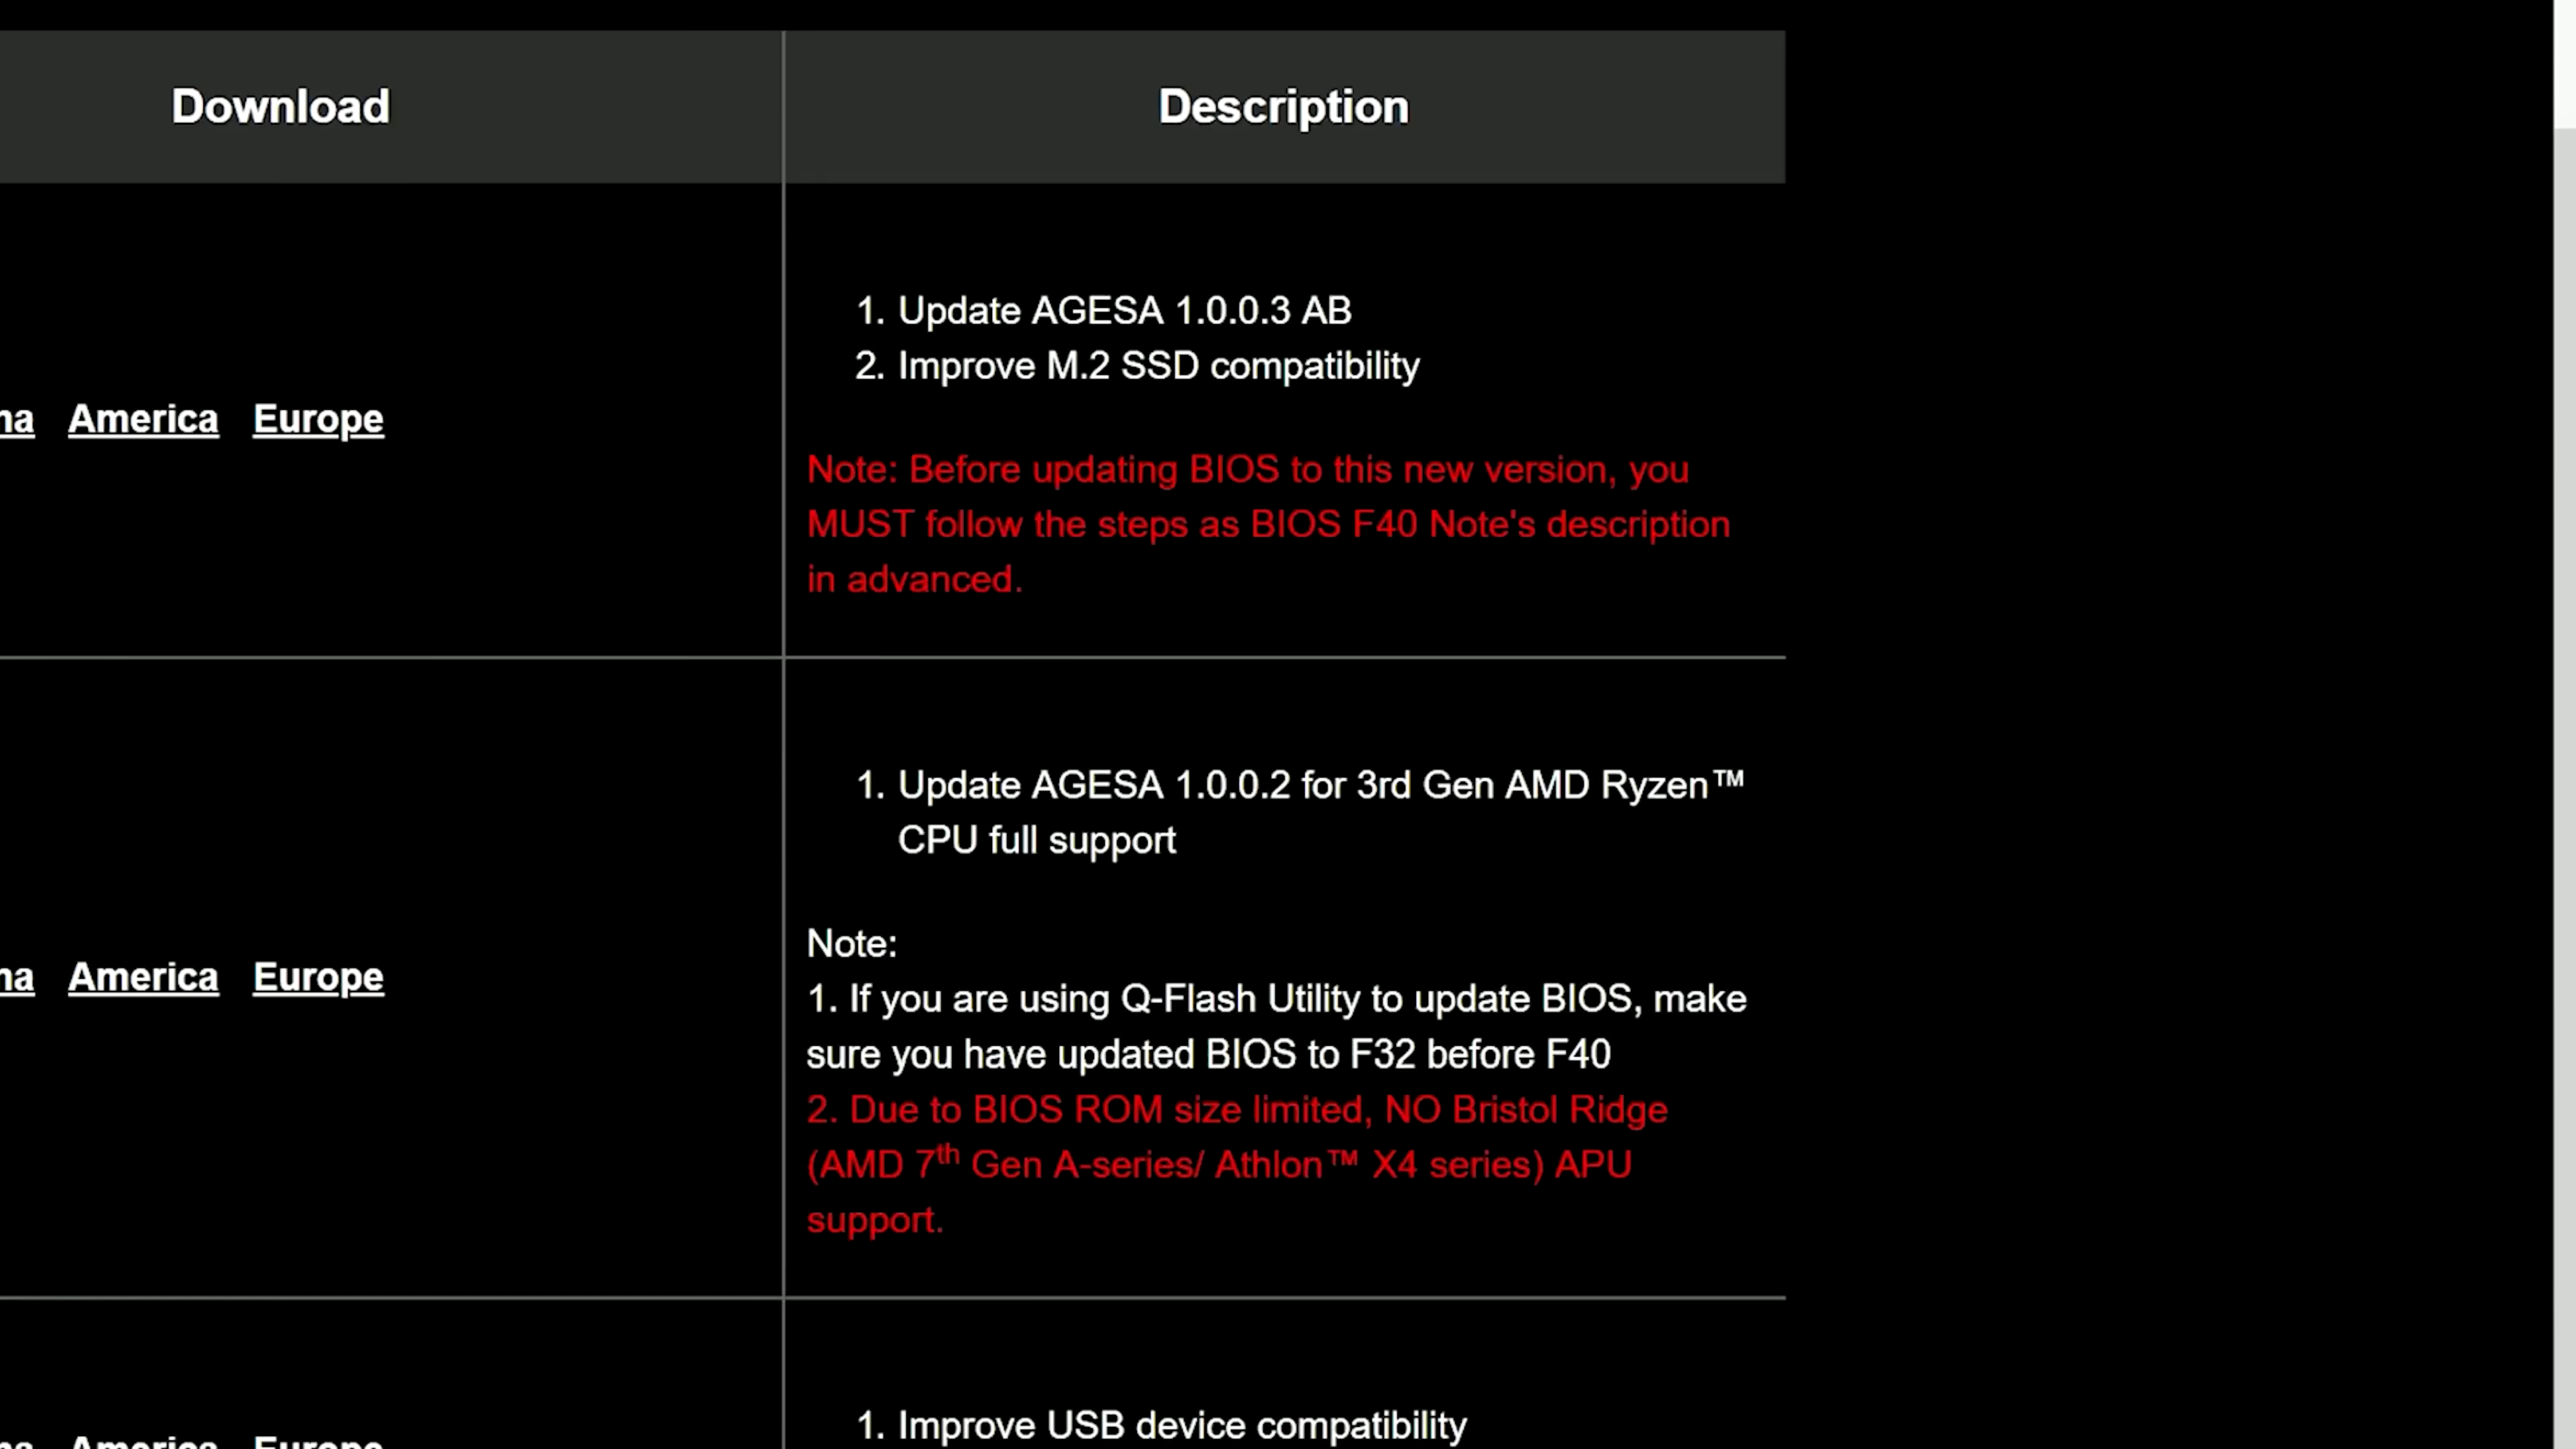 Download Description
1. Update AGESA 1.0.0.3 AB
2. Improve M.2 SSD compatibility
America Europe
Note: Before updating BIOS to this new version, you
MUST follow the steps as BIOS F40 Note's description
in advanced.
1. Update AGESA 1.0.0.2 for 3rd Gen AMD Ryzen™
CPU full support
Note:
America Europe
1. If you are using Q-Flash Utility to update BIOS, make
sure you have updated BIOS to F32 before F40
2. Due to BIOS ROM size limited, NO Bristol Ridge
(AMD 7th Gen A-series/ Athlon™ X4 series) APU
support.
1. Improve USB device compatibility
America Europe